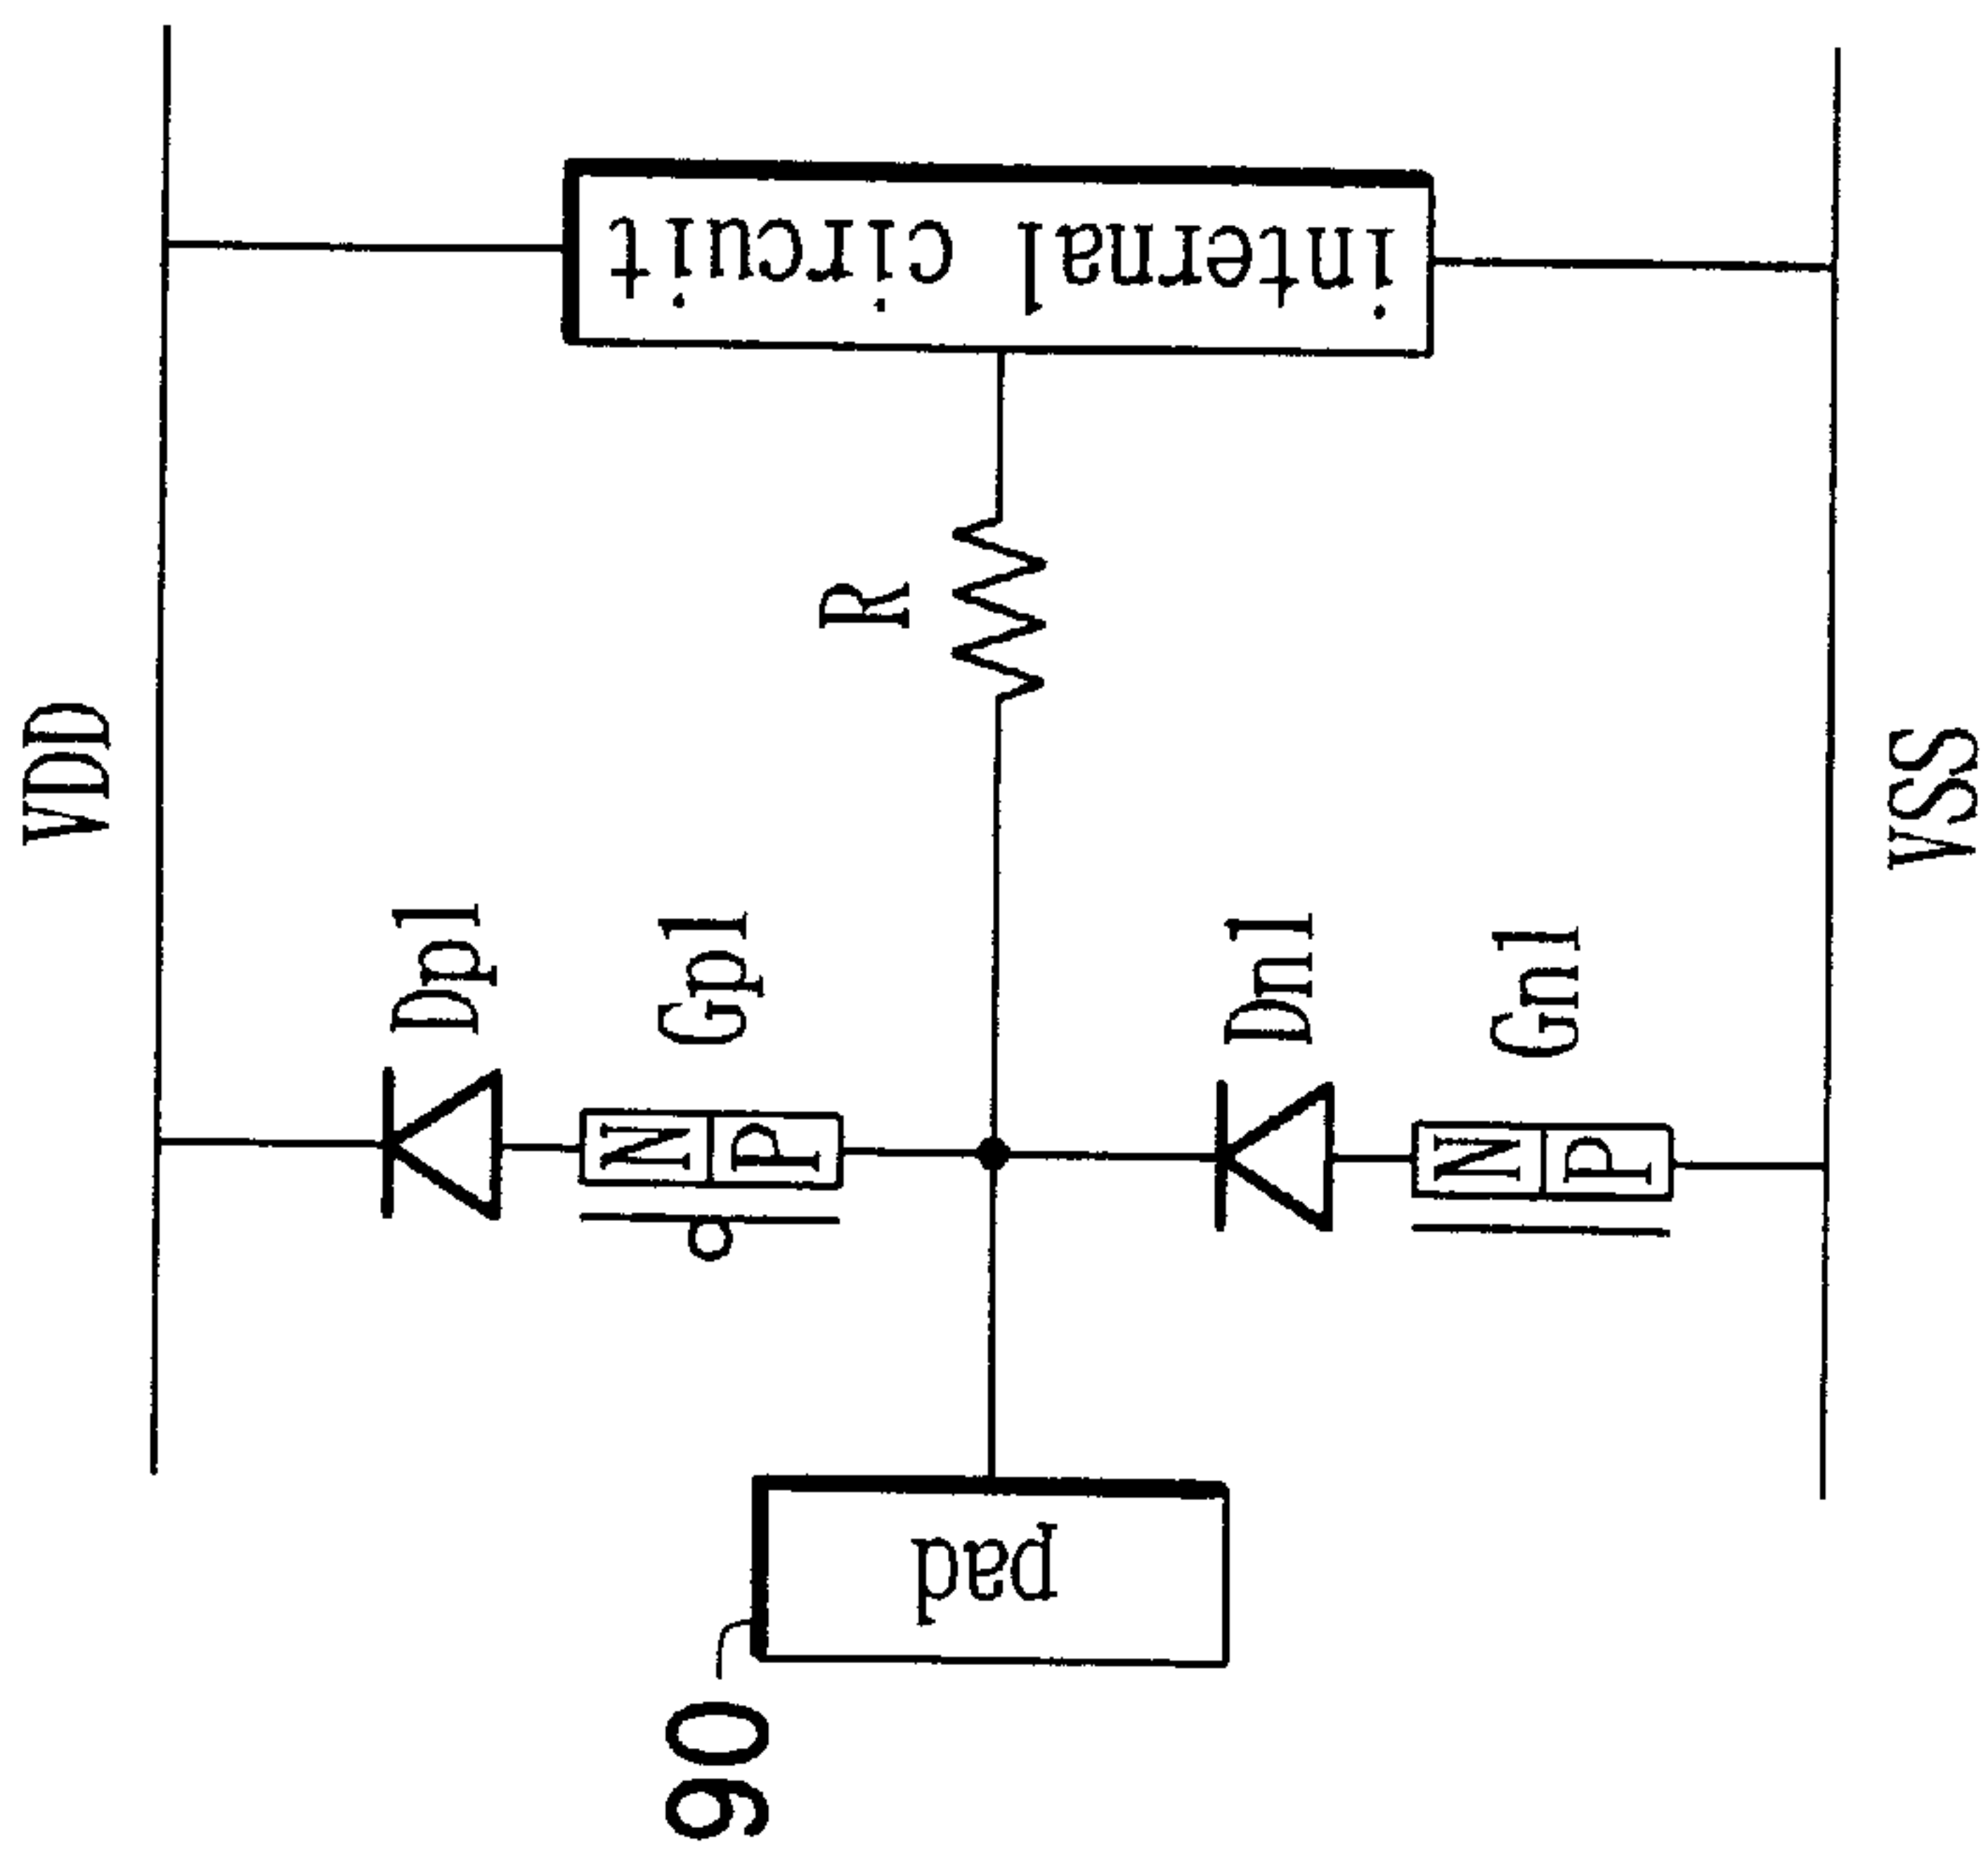 VDD
Dp1
Gp1
N
P
R
internal circuit
pad
90
Dn1
Gn1
N
P
VSS